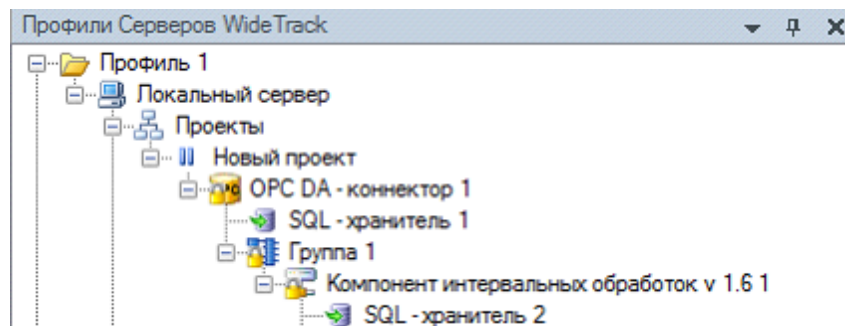 Профили Серверов WideTrack
Профиль 1
Локальный сервер
Проекты
Новый проект
OPC DA - коннектор 1
SQL - хранитель 1
Группа 1
Компонент интервальных обработок v 1.6 1
SQL - хранитель 2